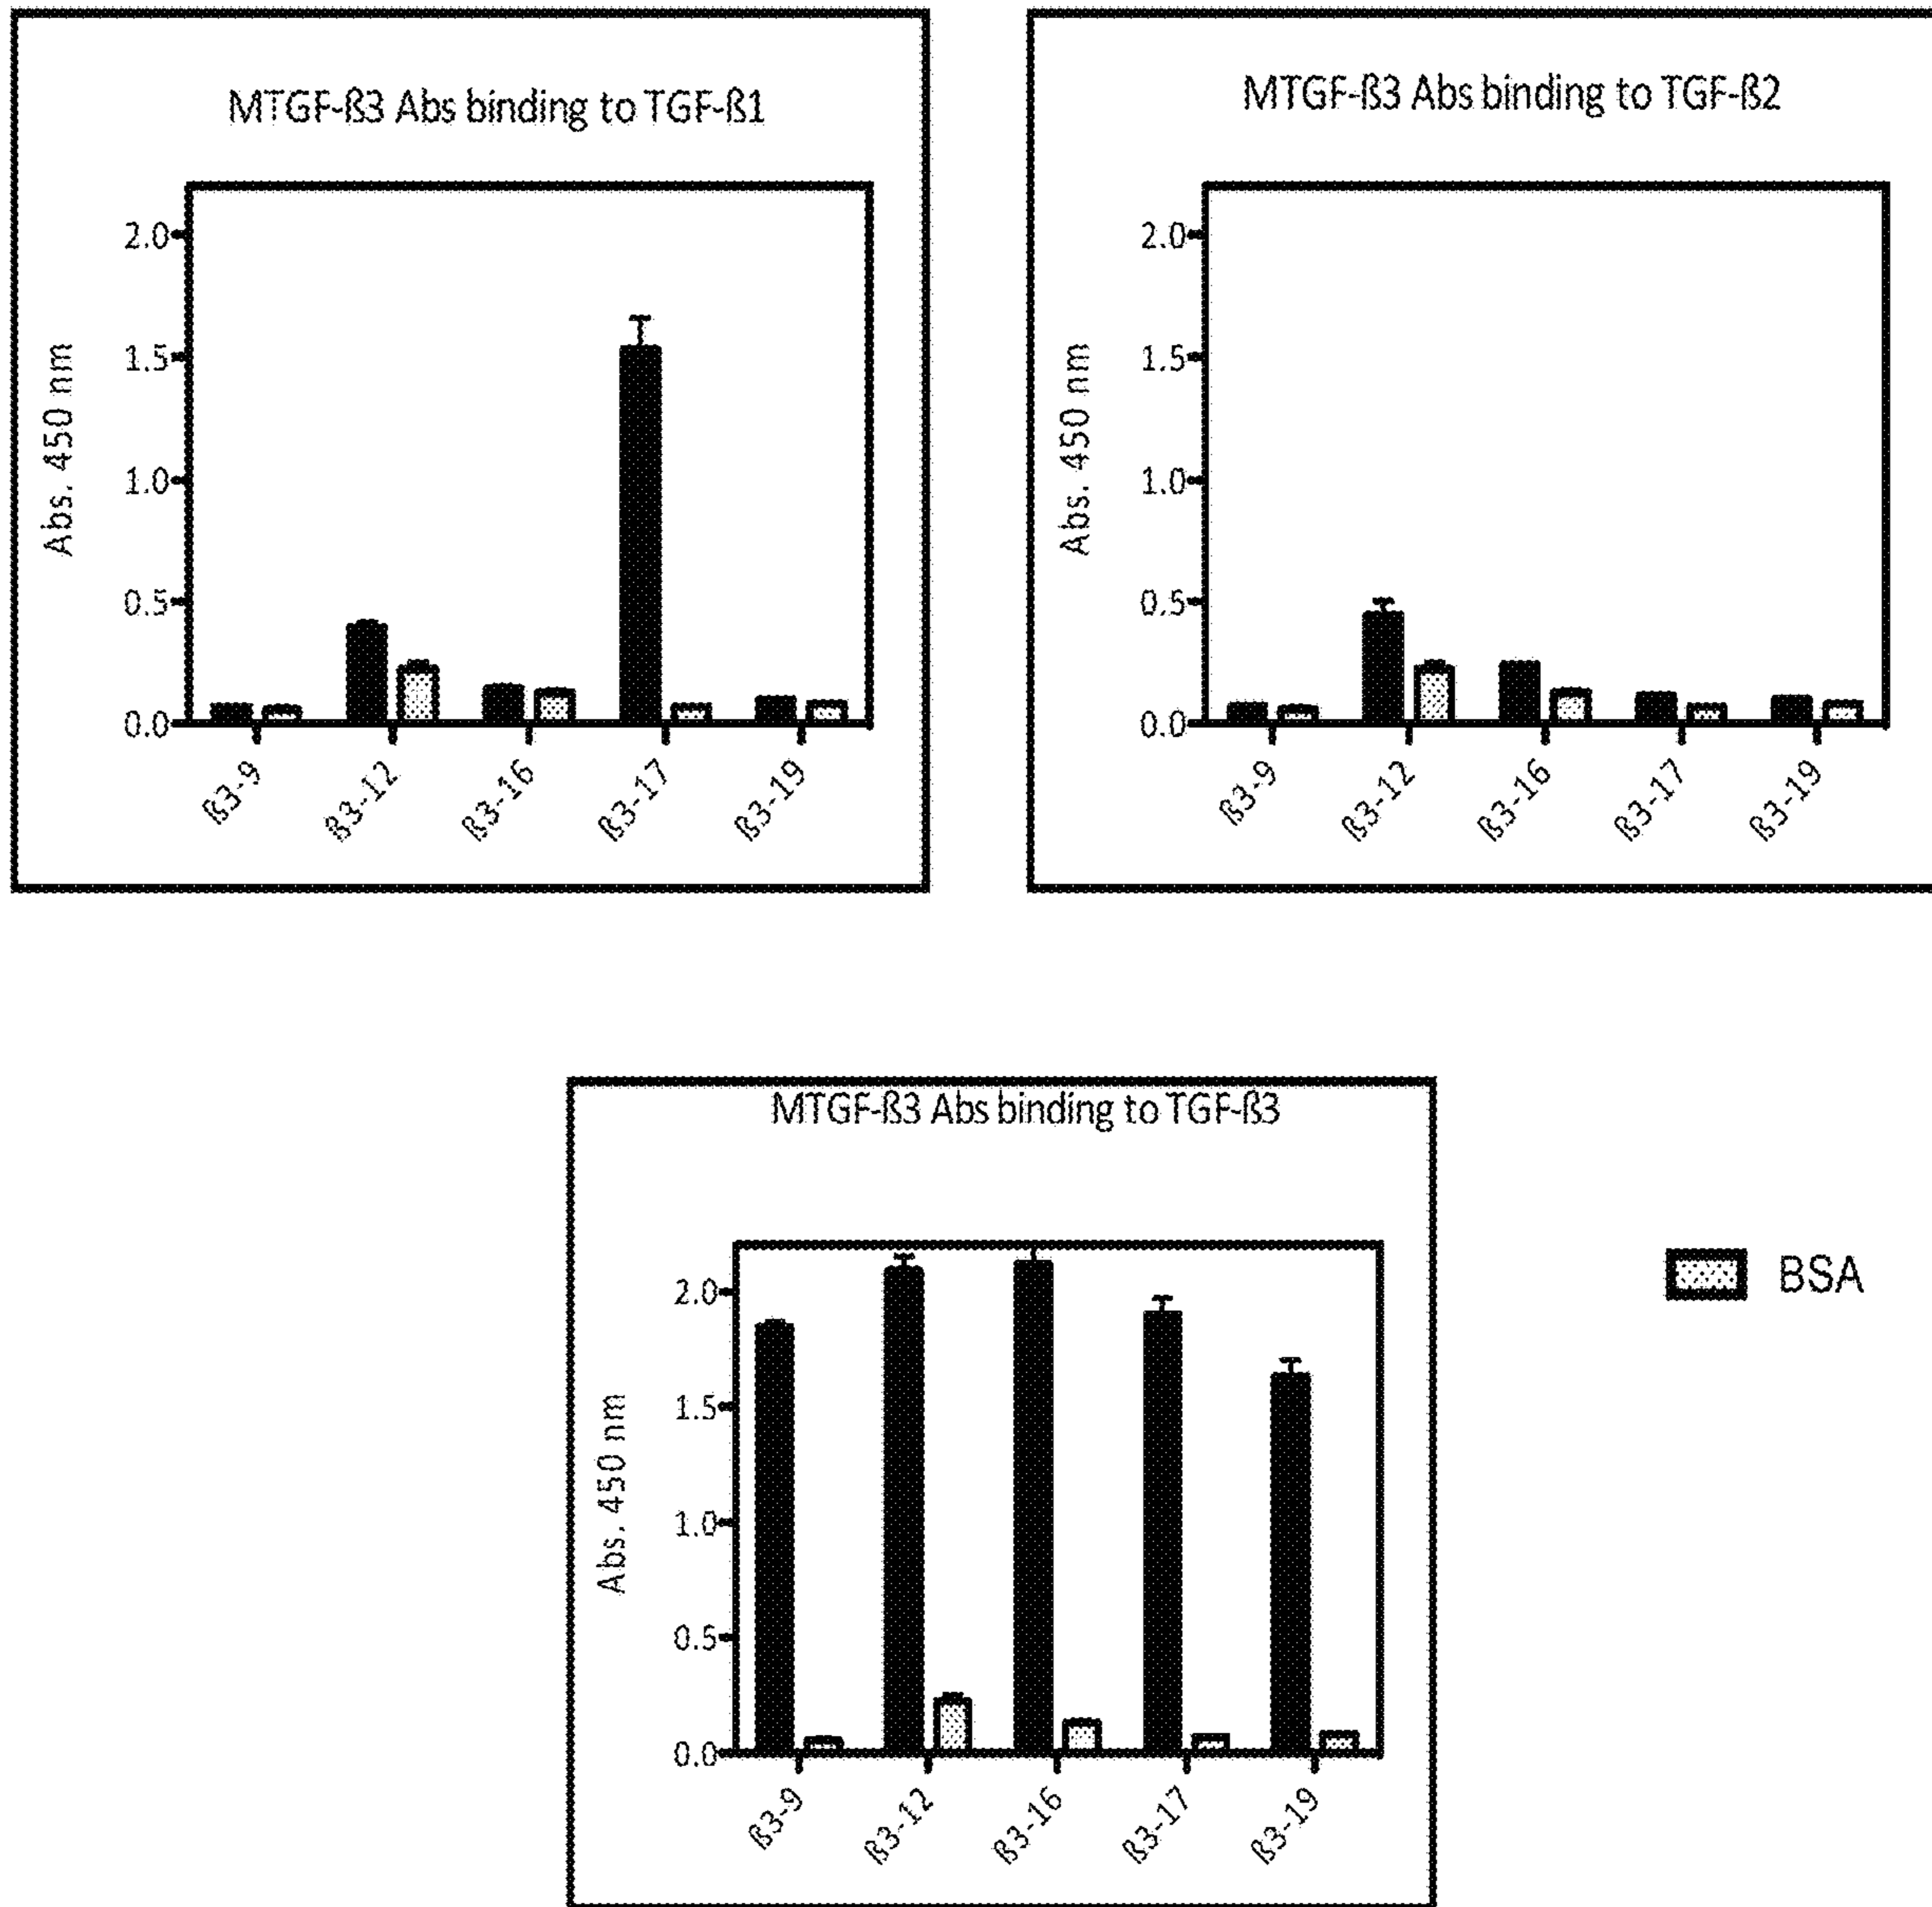 MTGF-ß3 Abs binding to TGF-ß1
Abs. 450 nm
2.0
1.5
1.0
0.5
0.0
ß3-9
ß3-12
ß3-16
ß3-17
ß3-19
MTGF-ß3 Abs binding to TGF-ß2
Abs. 450 nm
2.0
1.5
1.0
0.5
0.0
ß3-9
ß3-12
ß3-16
ß3-17
ß3-19
MTGF-ß3 Abs binding to TGF-ß3
Abs. 450 nm
2.0
1.5
1.0
0.5
0.0
ß3-9
ß3-12
ß3-16
ß3-17
ß3-19
BSA